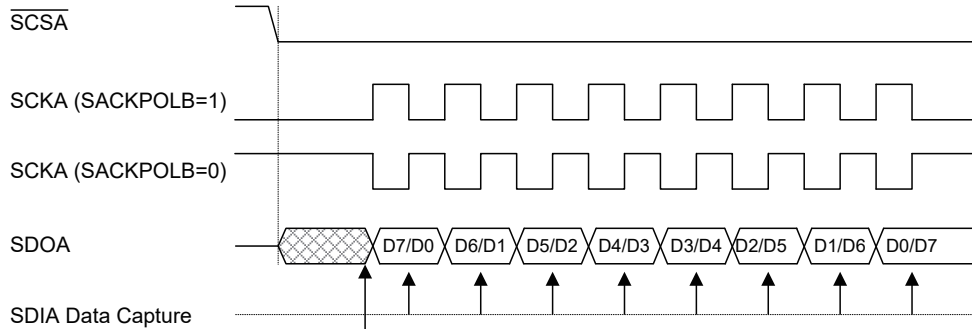 SCSA
SCKA (SACKPOLB=1)
SCKA (SACKPOLB=0)
SDOA D7/D0 D6/D1 D5/D2 D4/D3 D3/D4 D2/D5 D1/D6 D0/D7
SDIA Data Capture